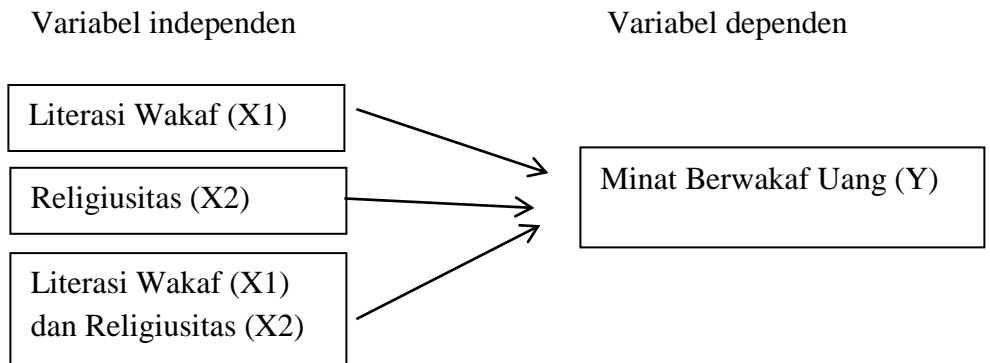 Variabel independen
Variabel dependen
Literasi Wakaf (X1)
Religiusitas (X2)
Literasi Wakaf (X1)
dan Religiusitas (X2)
Minat Berwakaf Uang (Y)